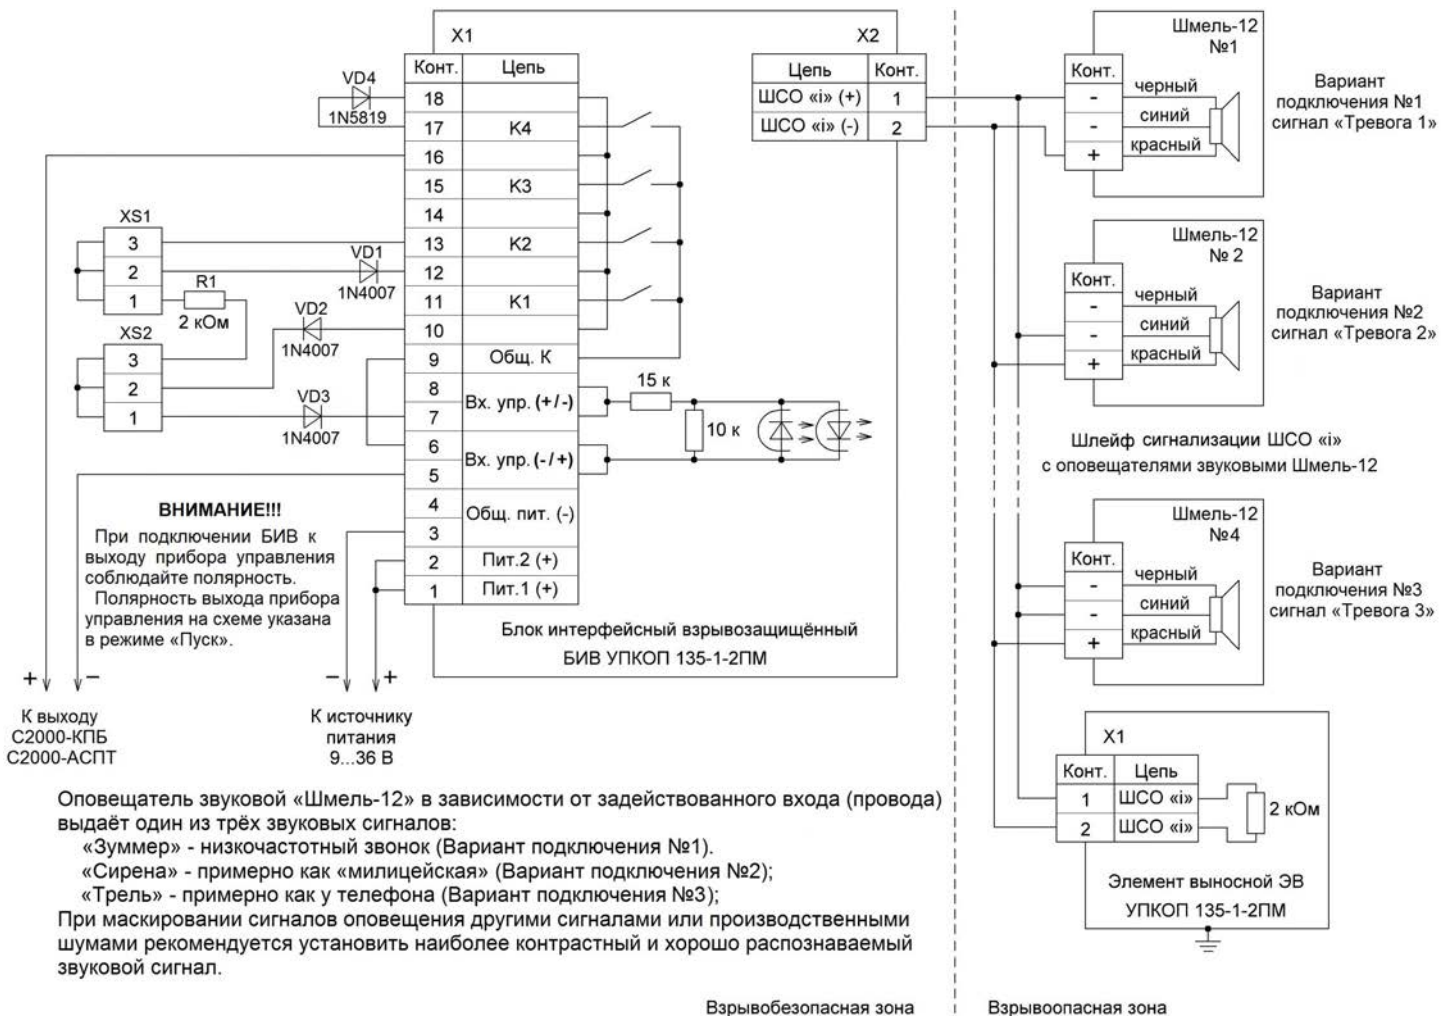 X1
Конт. Цепь
18
17 К4
16
15 К3
14
13 К2
12
11 К1
10
9 Общ. К
8
Вх. упр. (+/-)
7
6
Вх. упр. (-/+)
5
4
Общ. пит. (-)
3
2 Пит.2 (+)
1 Пит.1 (+)
VD4
1N5819
XS1
3
2
1
VD1
1N4007
R1
2 кОм
VD2
1N4007
XS2
3
2
1
VD3
1N4007
15 к
10 к
X2
Цепь Конт.
ШСО «i» (+) 1
ШСО «i» (-) 2
Блок интерфейсный взрывозащищённый
БИВ УПКОП 135-1-2ПМ
ВНИМАНИЕ!!!
При подключении БИВ к
выходу прибора управления
соблюдайте полярность.
Полярность выхода прибора
управления на схеме указана
в режиме «Пуск».
+ -
К выходу
С2000-КПБ
С2000-АСПТ
- +
К источнику
питания
9...36 В
Шмель-12
№1
Конт.
- черный
- синий
+ красный
Вариант
подключения №1
сигнал «Тревога 1»
Шмель-12
№ 2
Конт.
- черный
- синий
+ красный
Вариант
подключения №2
сигнал «Тревога 2»
Шлейф сигнализации ШСО «i»
с оповещателями звуковыми Шмель-12
Шмель-12
№4
Конт.
- черный
- синий
+ красный
Вариант
подключения №3
сигнал «Тревога 3»
X1
Конт. Цепь
1 ШСО «i»
2 ШСО «i»
2 кОм
Элемент выносной ЭВ
УПКОП 135-1-2ПМ
Оповещатель звуковой «Шмель-12» в зависимости от задействованного входа (провода)
выдаёт один из трёх звуковых сигналов:
«Зуммер» - низкочастотный звонок (Вариант подключения №1).
«Сирена» - примерно как «милицейская» (Вариант подключения №2);
«Трель» - примерно как у телефона (Вариант подключения №3);
При маскировании сигналов оповещения другими сигналами или производственными
шумами рекомендуется установить наиболее контрастный и хорошо распознаваемый
звуковой сигнал.
Взрывобезопасная зона
Взрывоопасная зона